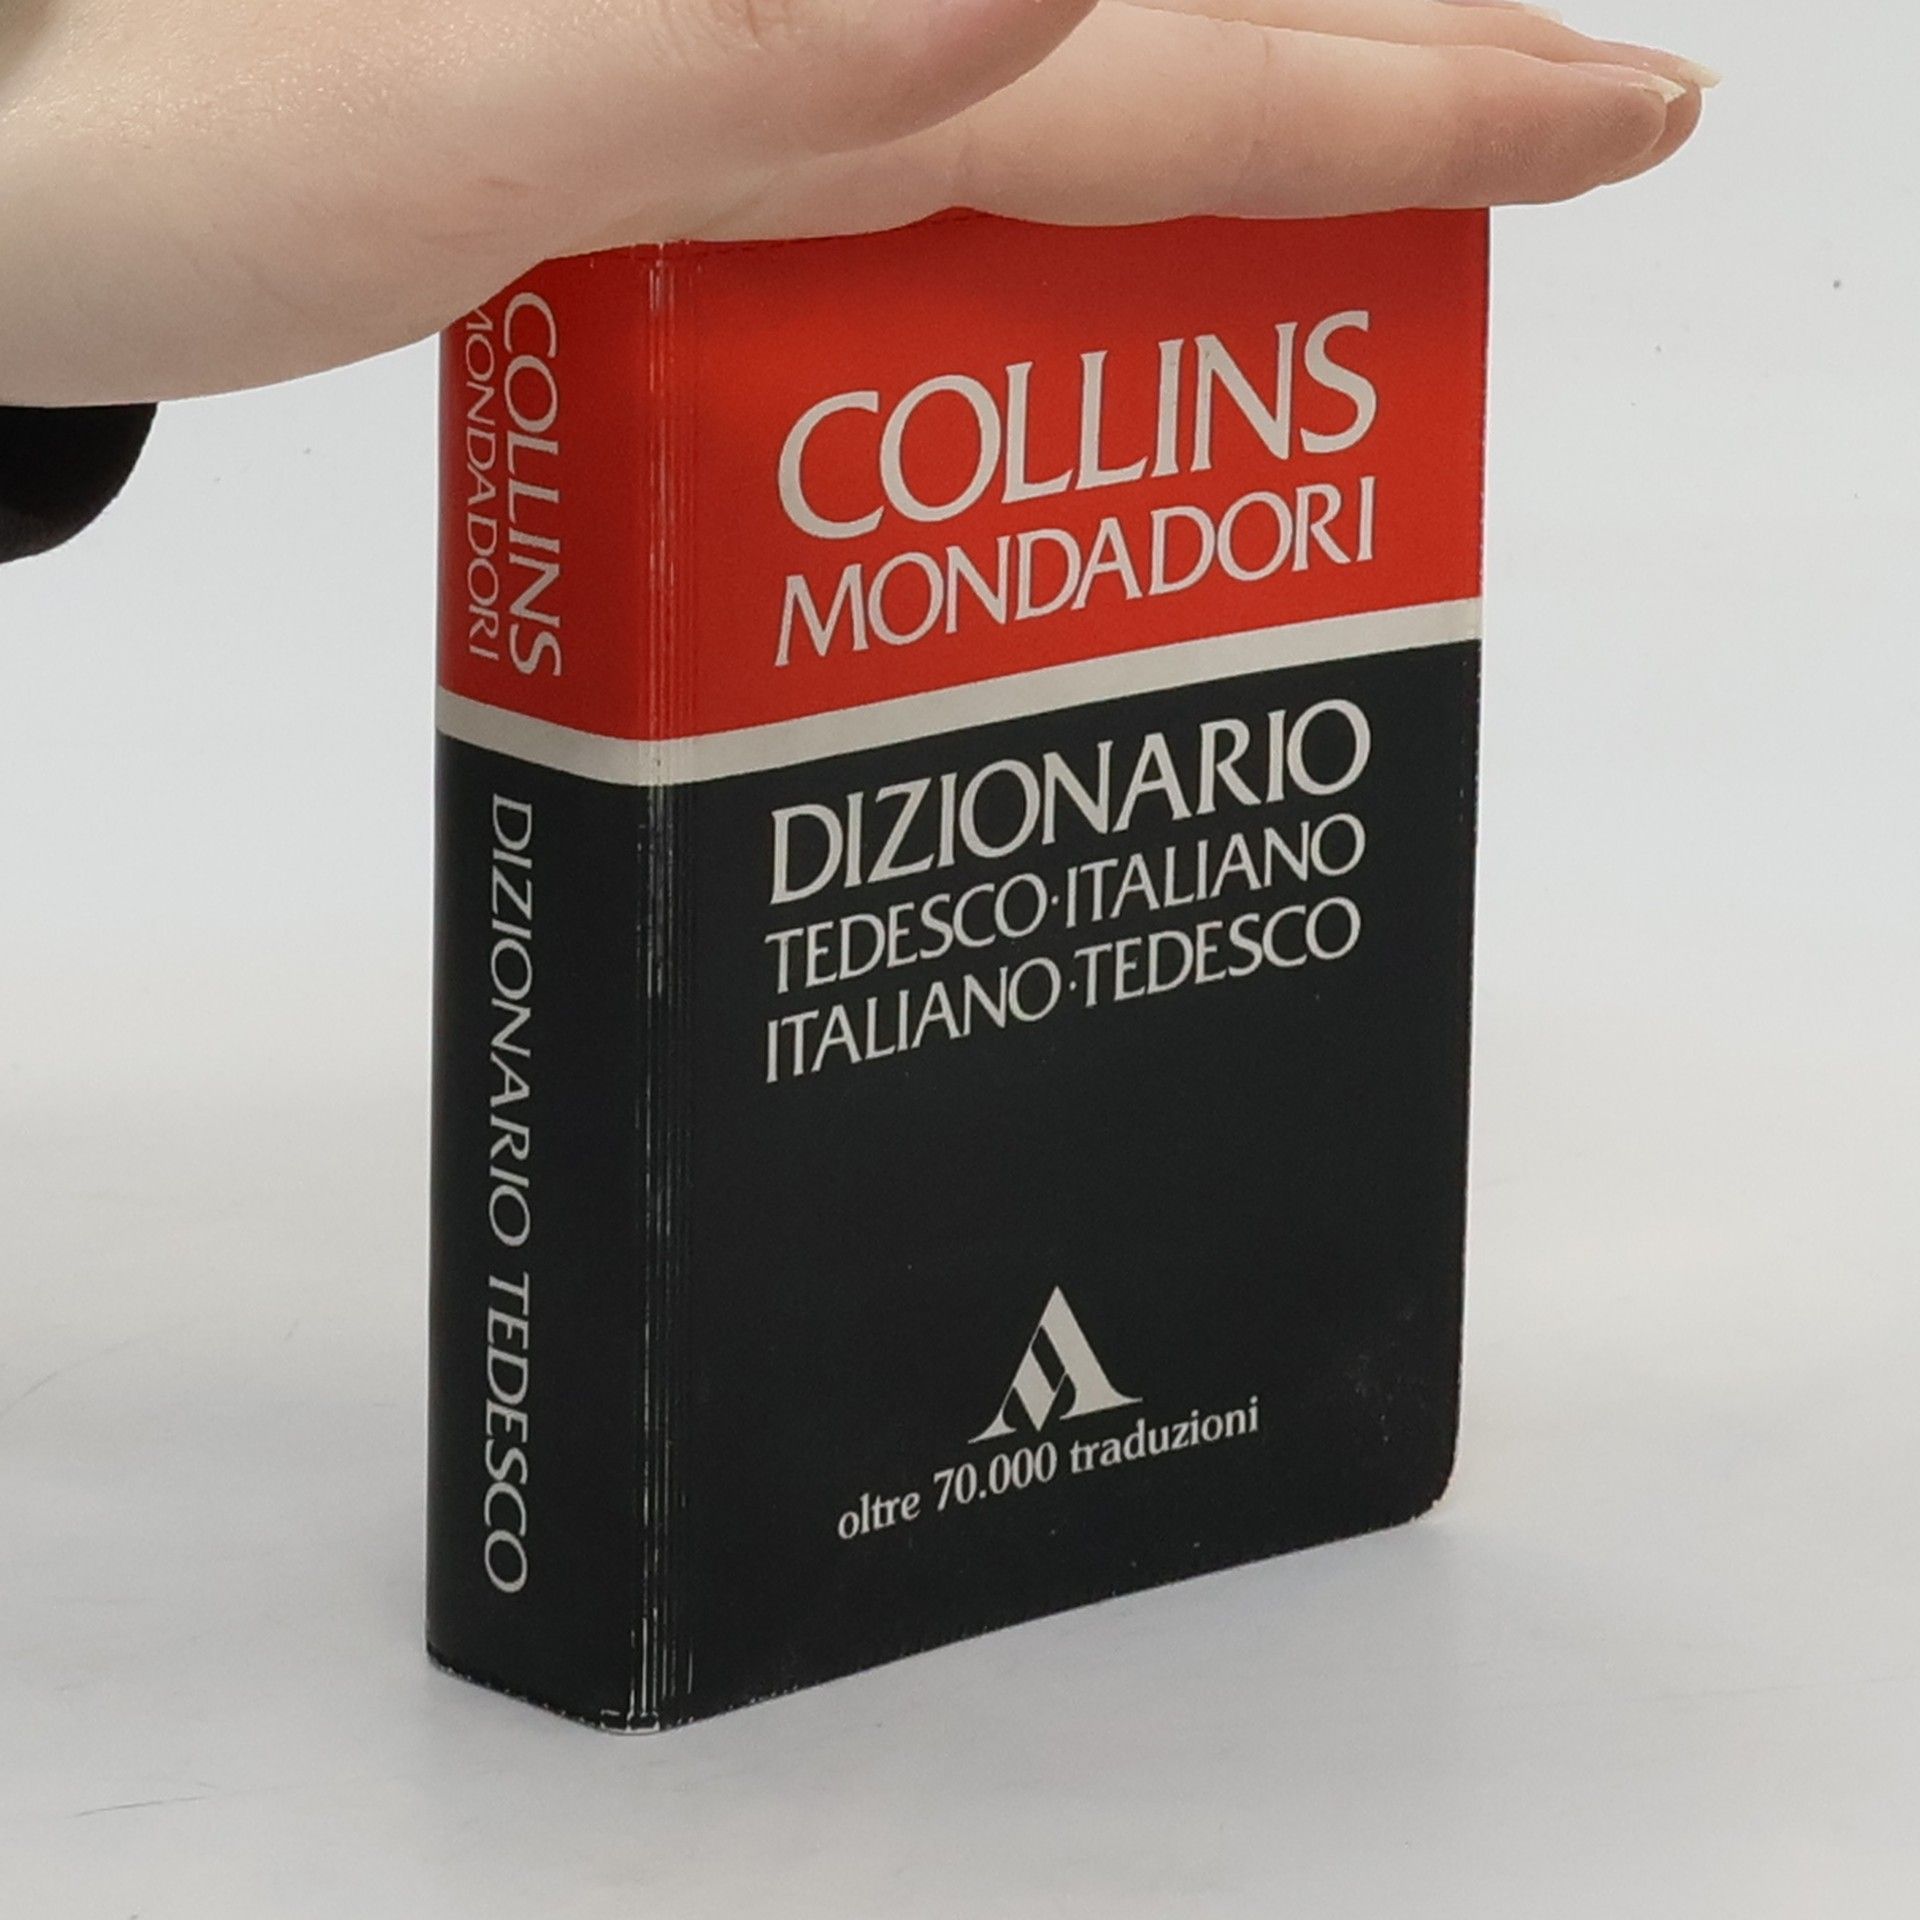 COLLINS
MONDADORI
DIZIONARIO TEDESCO
COLLINS
MONDADORI
DIZIONARIO
TEDESCO·ITALIANO
ITALIANO·TEDESCO
oltre 70.000 traduzioni